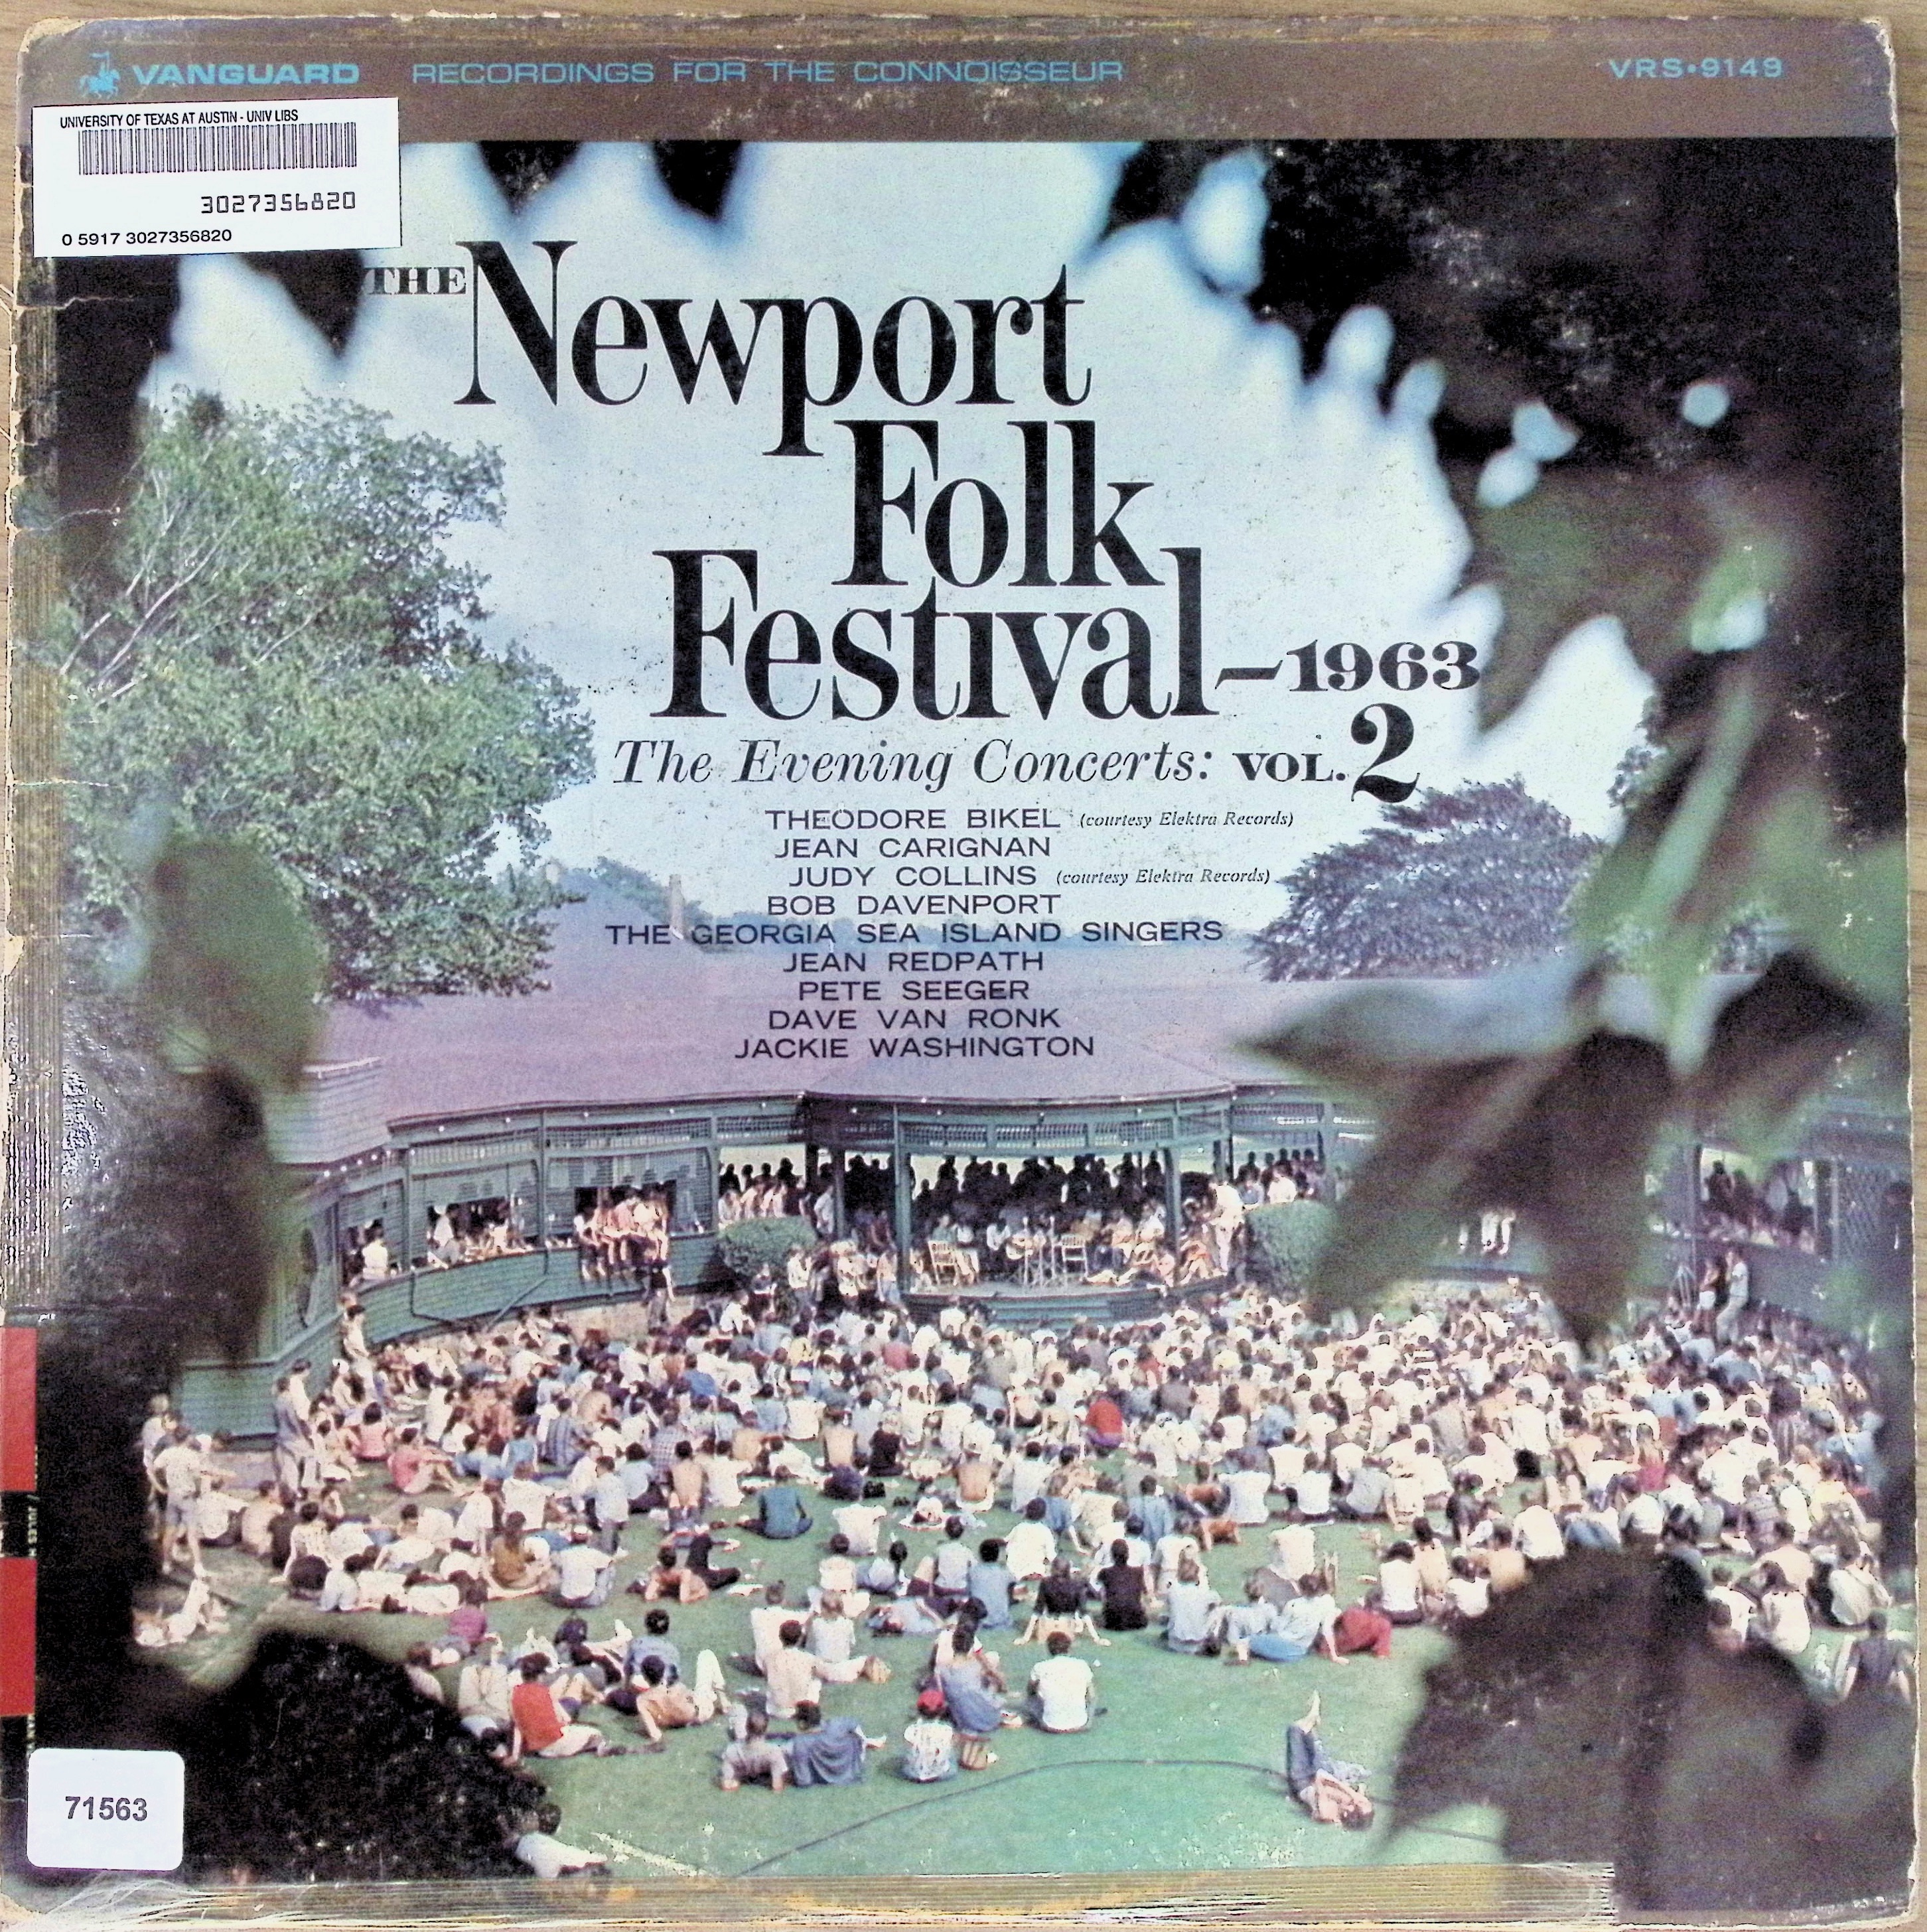 VANGUARD RECORDINGS FOR THE CONNOISSEUR VRS•9149
UNIVERSITY OF TEXAS AT AUSTIN - UNIV LIBS
3027356820
0 5917 3027356820
THE Newport
Folk
Festival–1963
The Evening Concerts: VOL. 2
THEODORE BIKEL (courtesy Elektra Records)
JEAN CARIGNAN
JUDY COLLINS (courtesy Elektra Records)
BOB DAVENPORT
THE GEORGIA SEA ISLAND SINGERS
JEAN REDPATH
PETE SEEGER
DAVE VAN RONK
JACKIE WASHINGTON
71563